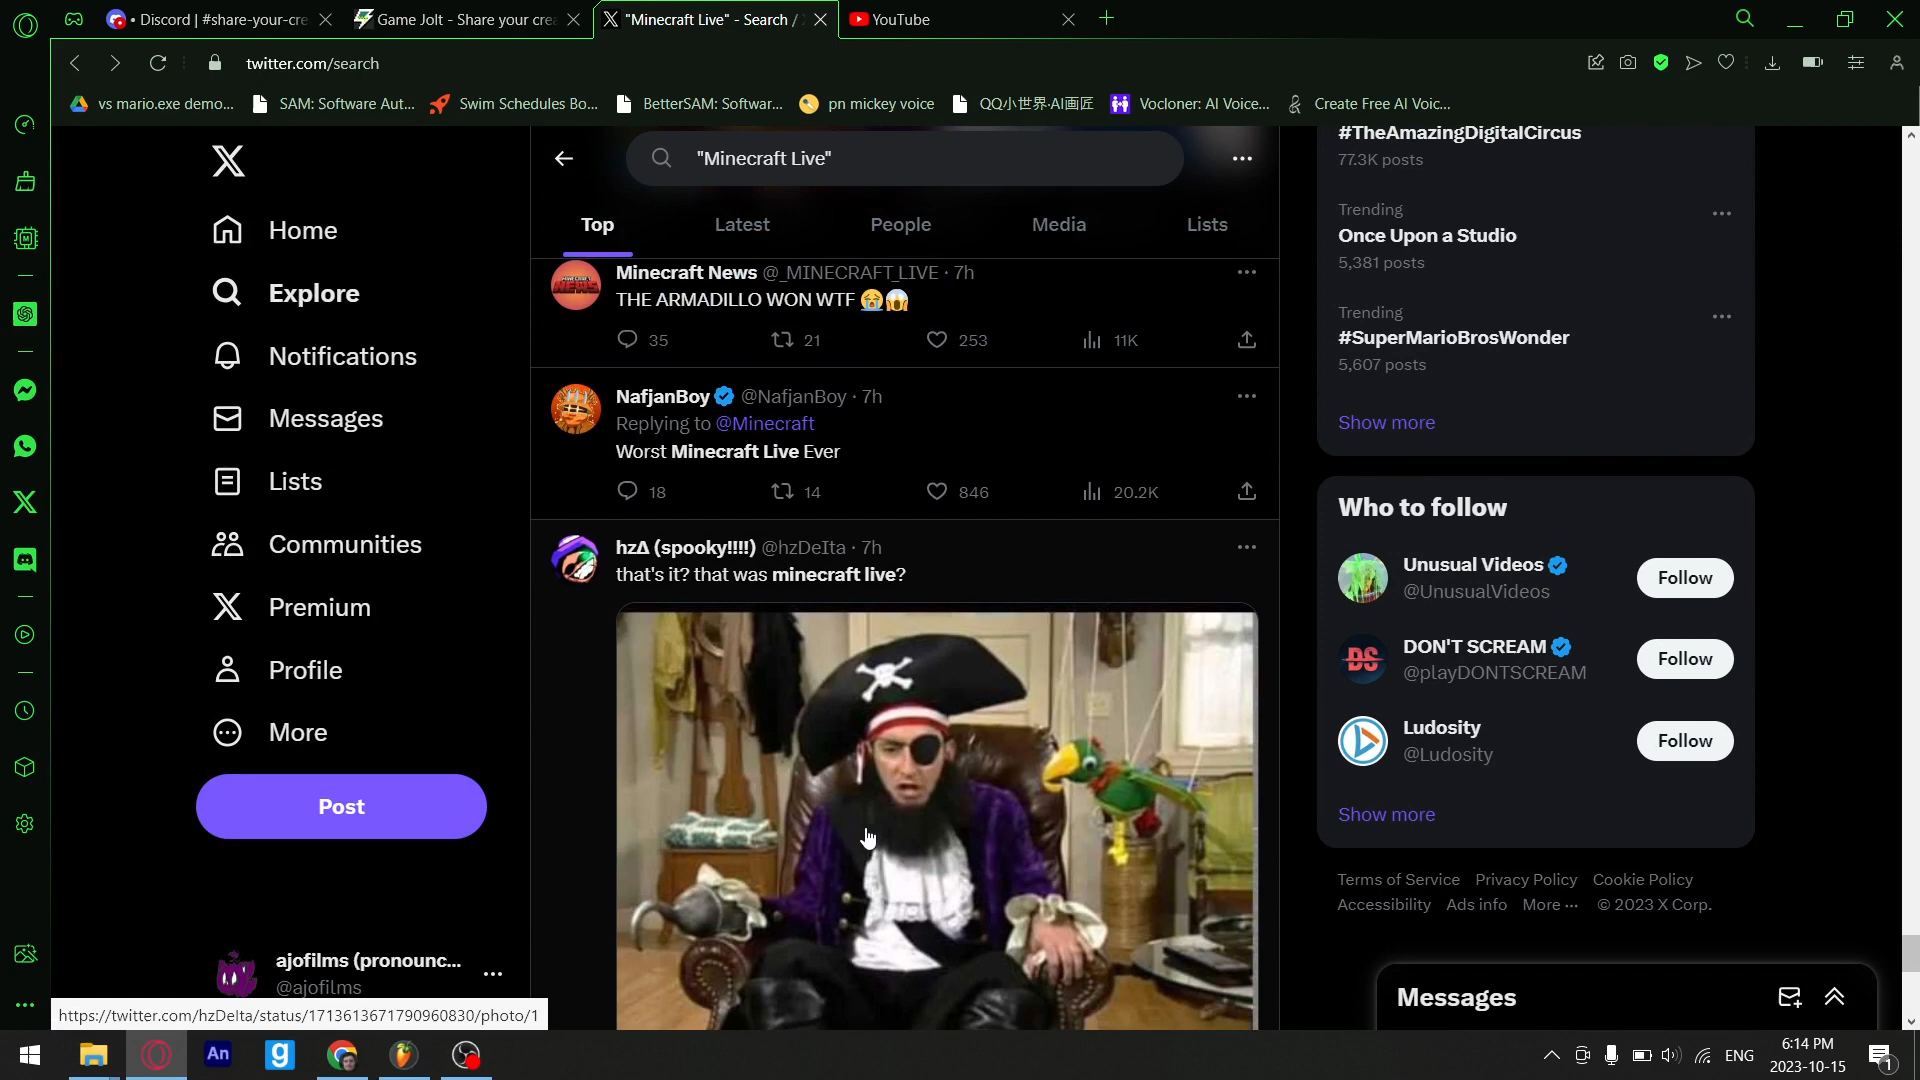 • Discord | #share-your-cre
Game Jolt - Share your crea
"Minecraft Live" - Search /
YouTube
twitter.com/search
vs mario.exe demo...
SAM: Software Aut...
Swim Schedules Bo...
BetterSAM: Softwar...
pn mickey voice
QQ小世界·AI画匠
Vocloner: AI Voice...
Create Free AI Voic...
Home
Explore
Notifications
Messages
Lists
Communities
Premium
Profile
More
Post
ajofilms (pronounc...
@ajofilms
https://twitter.com/hzDeIta/status/1713613671790960830/photo/1
"Minecraft Live"
Top
Latest
People
Media
Lists
Minecraft News @_MINECRAFT_LIVE · 7h
THE ARMADILLO WON WTF 😭😱
35
21
253
11K
NafjanBoy @NafjanBoy · 7h
Replying to @Minecraft
Worst Minecraft Live Ever
18
14
846
20.2K
hzΔ (spooky!!!!) @hzDeIta · 7h
that's it? that was minecraft live?
#TheAmazingDigitalCircus
77.3K posts
Trending
Once Upon a Studio
5,381 posts
Trending
#SuperMarioBrosWonder
5,607 posts
Show more
Who to follow
Unusual Videos
@UnusualVideos
Follow
DON'T SCREAM
@playDONTSCREAM
Follow
Ludosity
@Ludosity
Follow
Show more
Terms of Service Privacy Policy Cookie Policy
Accessibility Ads info More ··· © 2023 X Corp.
Messages
An
g
ENG
6:14 PM
2023-10-15
1